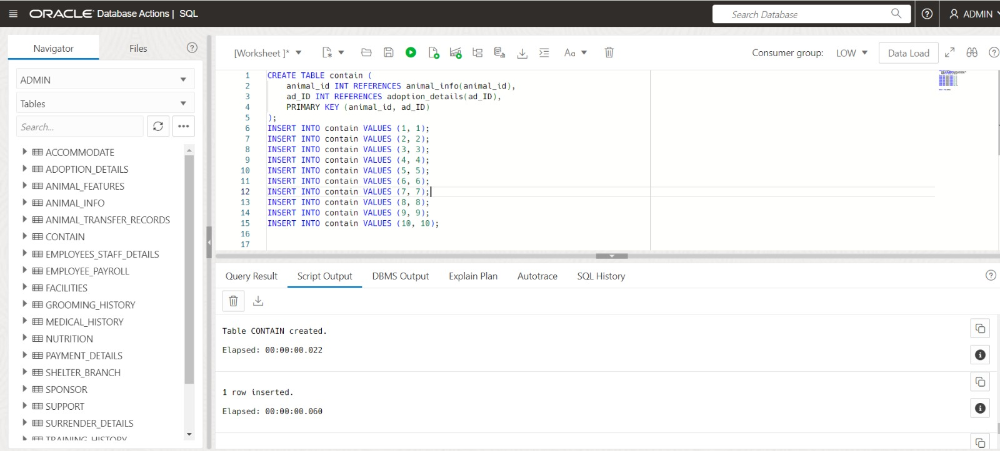 ORACLE Database Actions | SQL
Search Database
ADMIN
Navigator
Files
ADMIN
Tables
Search...
ACCOMMODATE
ADOPTION_DETAILS
ANIMAL_FEATURES
ANIMAL_INFO
ANIMAL_TRANSFER_RECORDS
CONTAIN
EMPLOYEES_STAFF_DETAILS
EMPLOYEE_PAYROLL
FACILITIES
GROOMING_HISTORY
MEDICAL_HISTORY
NUTRITION
PAYMENT_DETAILS
SHELTER_BRANCH
SPONSOR
SUPPORT
SURRENDER_DETAILS
TRAINING_HISTORY
[Worksheet ]*
Aa
Consumer group: LOW
Data Load
1 CREATE TABLE contain (
2 animal_id INT REFERENCES animal_info(animal_id),
3 ad_ID INT REFERENCES adoption_details(ad_ID),
4 PRIMARY KEY (animal_id, ad_ID)
5 );
6 INSERT INTO contain VALUES (1, 1);
7 INSERT INTO contain VALUES (2, 2);
8 INSERT INTO contain VALUES (3, 3);
9 INSERT INTO contain VALUES (4, 4);
10 INSERT INTO contain VALUES (5, 5);
11 INSERT INTO contain VALUES (6, 6);
12 INSERT INTO contain VALUES (7, 7);
13 INSERT INTO contain VALUES (8, 8);
14 INSERT INTO contain VALUES (9, 9);
15 INSERT INTO contain VALUES (10, 10);
16
17
Query Result
Script Output
DBMS Output
Explain Plan
Autotrace
SQL History
Table CONTAIN created.
Elapsed: 00:00:00.022
1 row inserted.
Elapsed: 00:00:00.060